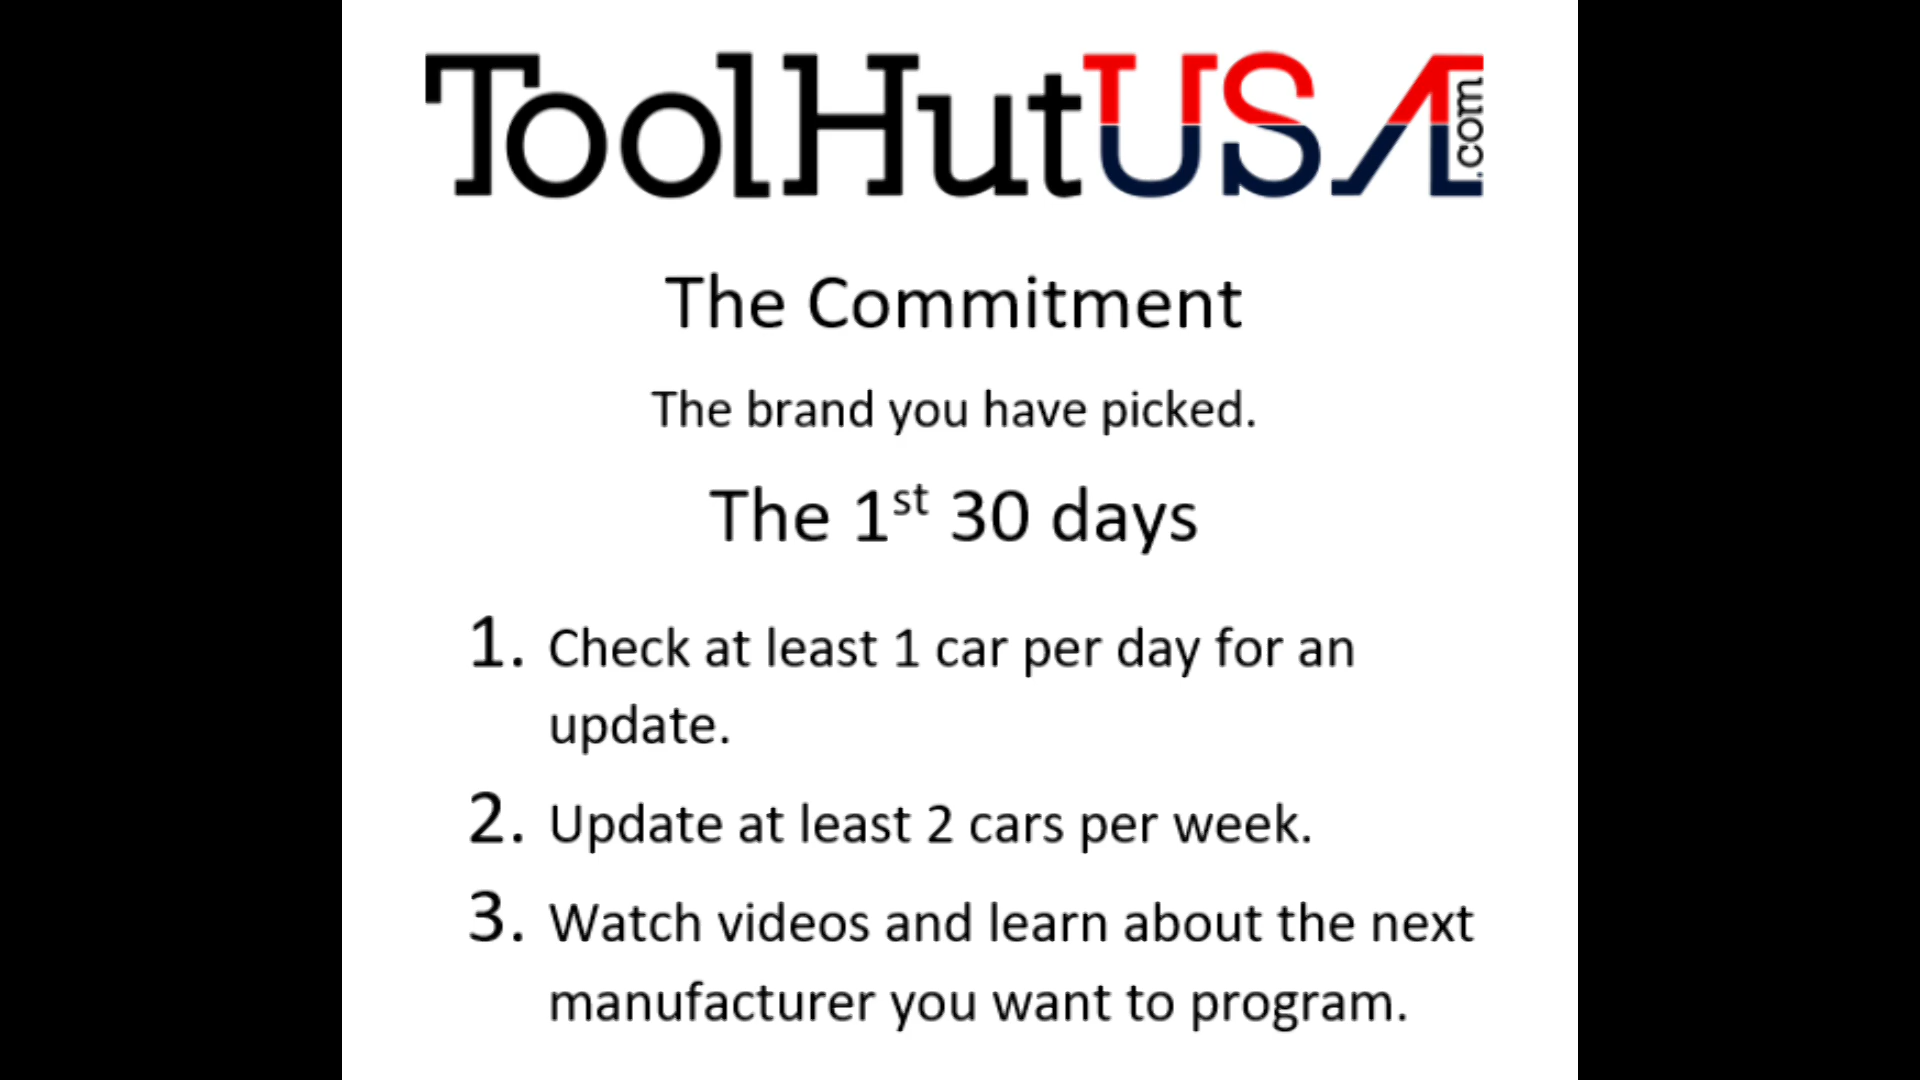 ToolHutUSA.com
The Commitment
The brand you have picked.
The 1st 30 days
1. Check at least 1 car per day for an
update.
2. Update at least 2 cars per week.
3. Watch videos and learn about the next
manufacturer you want to program.